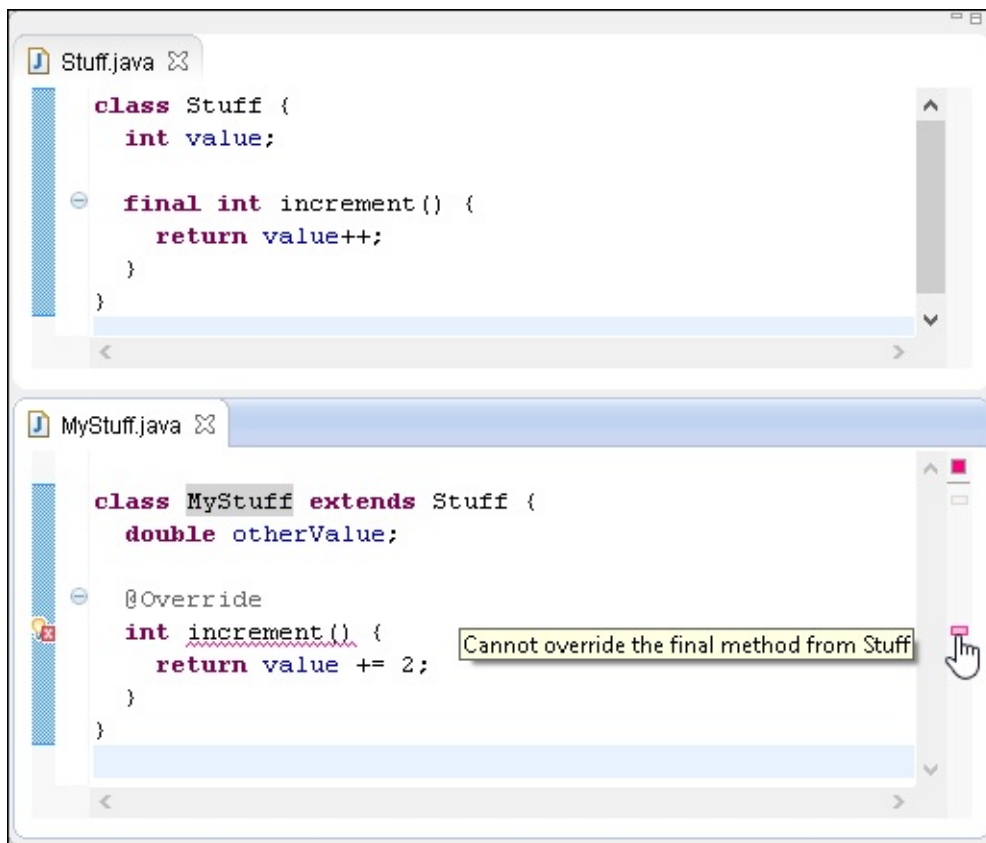 Stuff.java
class Stuff {
int value;
final int increment() {
return value++;
}
}
MyStuff.java
class MyStuff extends Stuff {
double otherValue;
@Override
int increment() {
Cannot override the final method from Stuff
return value += 2;
}
}